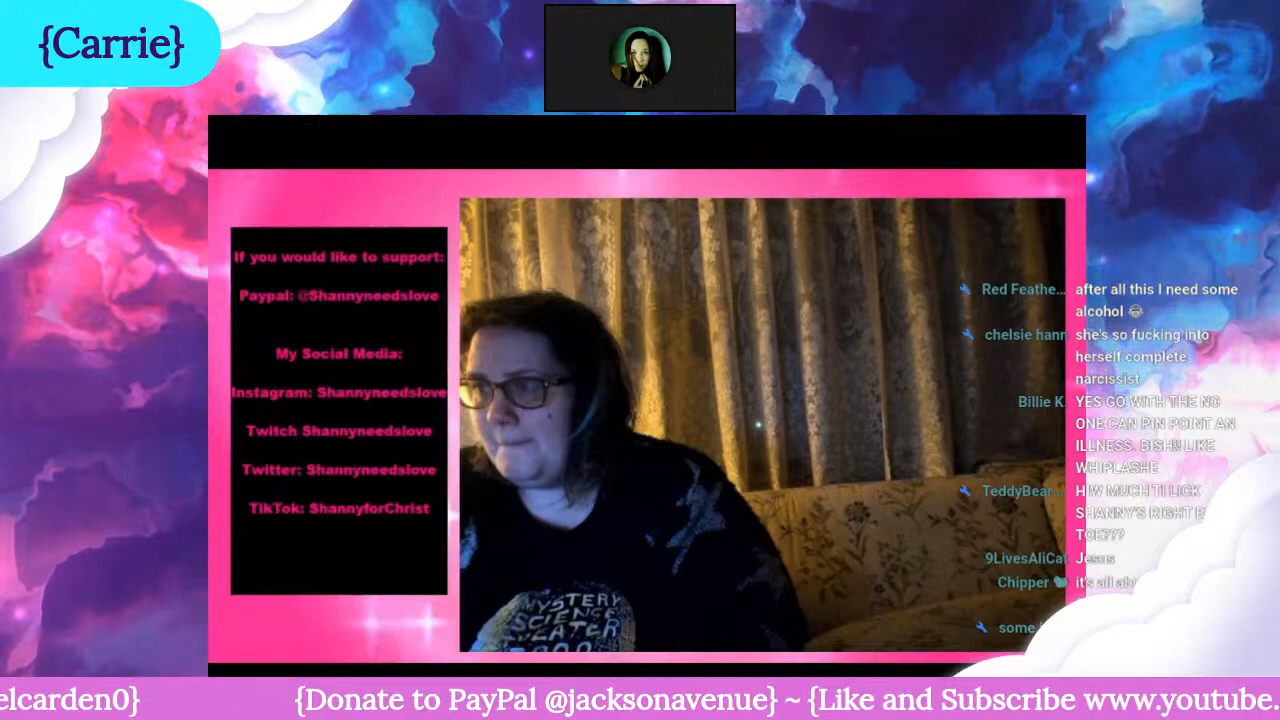 {Carrie}
If you would like to support:
Paypal: @Shannyneedslove
My Social Media:
Instagram: Shannyneedslove
Twitch Shannyneedslove
Twitter: Shannyneedslove
TikTok: ShannyforChrist
MYSTERY
SCIENCE
THEATER
3000
Red Feathe... after all this I need some
alcohol 😂
chelsie hann she's so fucking into
herself complete
narcissist
Billie K. YES GO WITH THE NO
ONE CAN PIN POINT AN
ILLNESS. BISH!! LIKE
WHIPLASHE
TeddyBear... HIW MUCH TI LICK
SHANNY'S RIGHT B
TOE???
9LivesAliCat Jesus
Chipper 🐿 it's all ab
some
elcarden0} {Donate to PayPal @jacksonavenue} ~ {Like and Subscribe www.youtube.